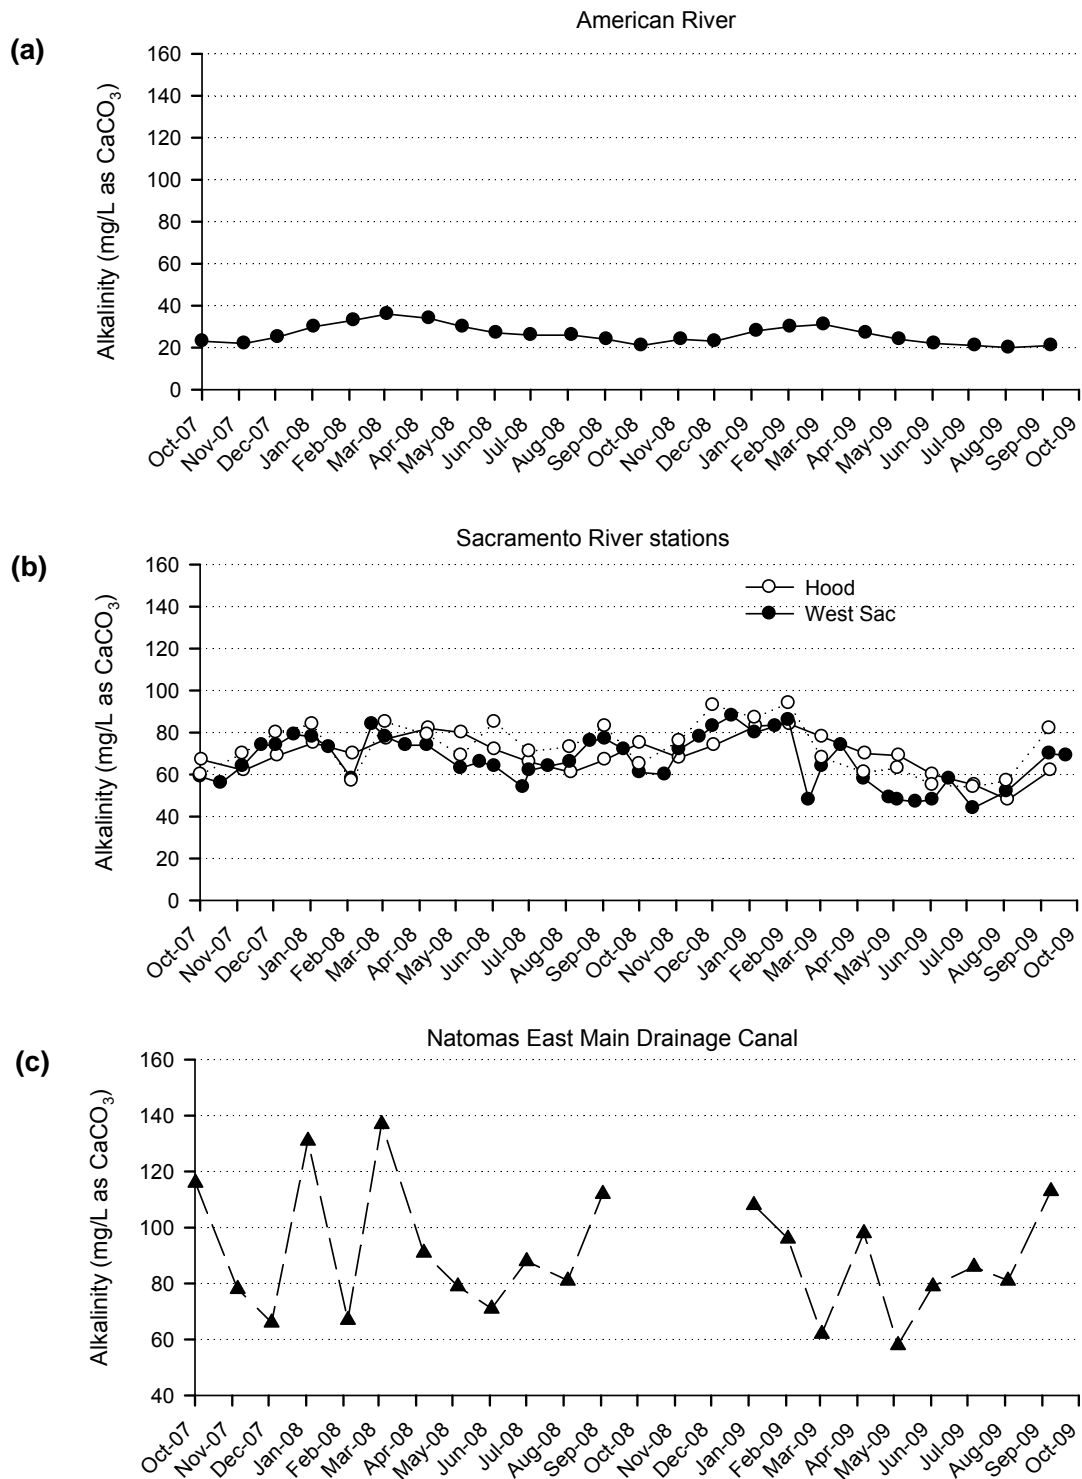 American River
(a)
160
140
120
100
80
60
40
20
0
Alkalinity (mg/L as CaCO3)
Oct-07
Nov-07
Dec-07
Jan-08
Feb-08
Mar-08
Apr-08
May-08
Jun-08
Jul-08
Aug-08
Sep-08
Oct-08
Nov-08
Dec-08
Jan-09
Feb-09
Mar-09
Apr-09
May-09
Jun-09
Jul-09
Aug-09
Sep-09
Oct-09
Sacramento River stations
(b)
160
140
120
100
80
60
40
20
0
Alkalinity (mg/L as CaCO3)
Hood
West Sac
Oct-07
Nov-07
Dec-07
Jan-08
Feb-08
Mar-08
Apr-08
May-08
Jun-08
Jul-08
Aug-08
Sep-08
Oct-08
Nov-08
Dec-08
Jan-09
Feb-09
Mar-09
Apr-09
May-09
Jun-09
Jul-09
Aug-09
Sep-09
Oct-09
Natomas East Main Drainage Canal
(c)
160
140
120
100
80
60
40
Alkalinity (mg/L as CaCO3)
Oct-07
Nov-07
Dec-07
Jan-08
Feb-08
Mar-08
Apr-08
May-08
Jun-08
Jul-08
Aug-08
Sep-08
Oct-08
Nov-08
Dec-08
Jan-09
Feb-09
Mar-09
Apr-09
May-09
Jun-09
Jul-09
Aug-09
Sep-09
Oct-09